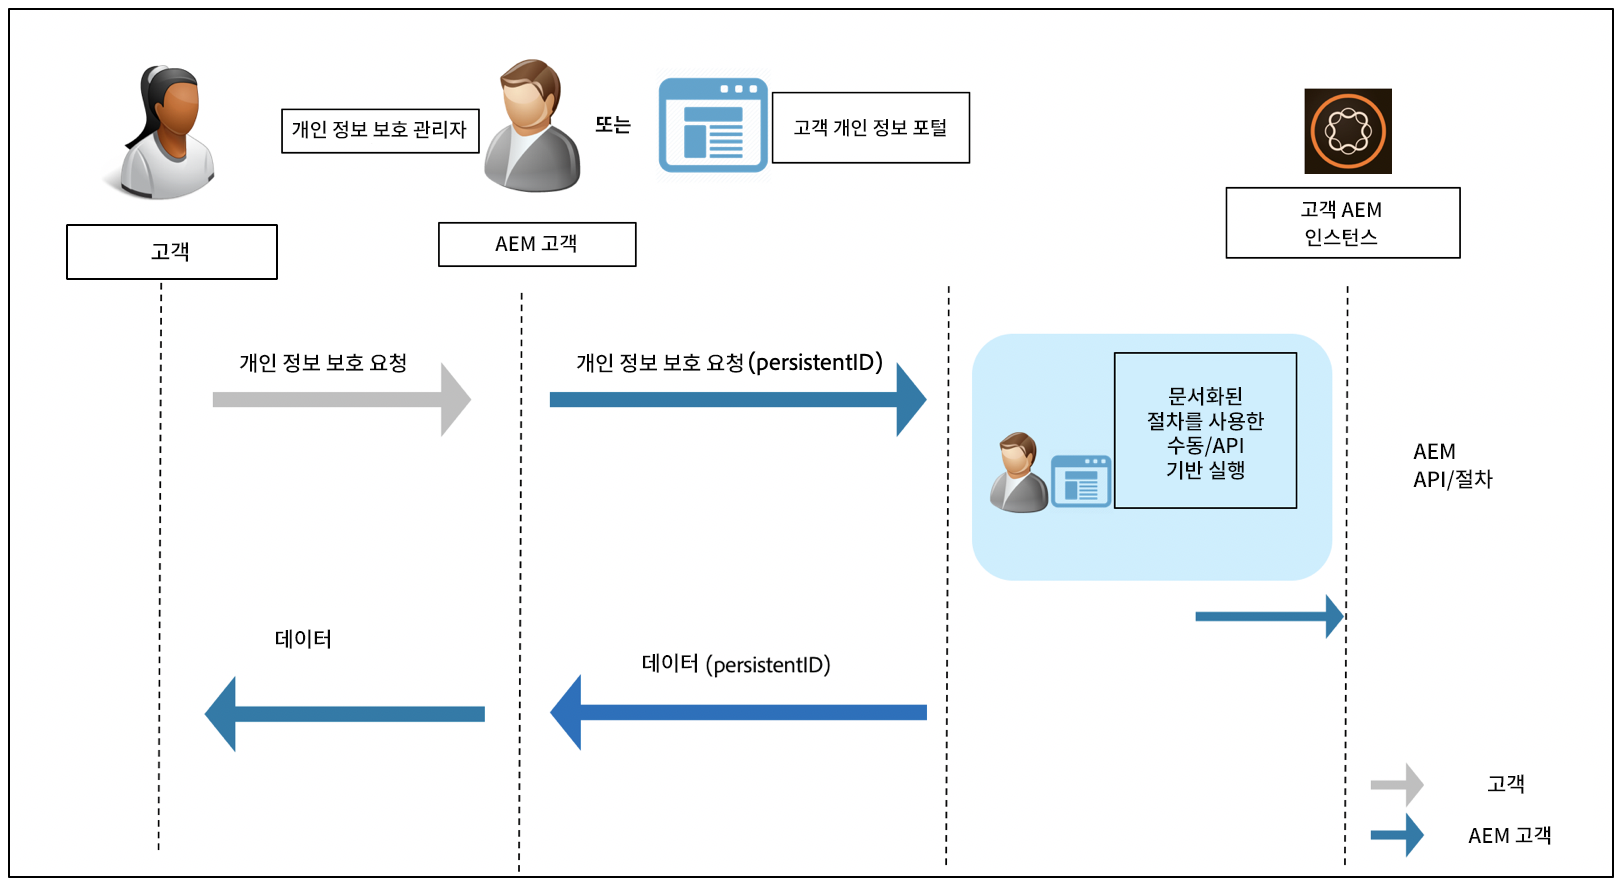 개인 정보 보호 관리자
또는
고객 개인 정보 포털
고객
AEM 고객
고객 AEM
인스턴스
개인 정보 보호 요청
개인 정보 보호 요청(persistentID)
문서화된
절차를 사용한
수동/API
기반 실행
AEM
API/절차
데이터
데이터 (persistentID)
고객
AEM 고객